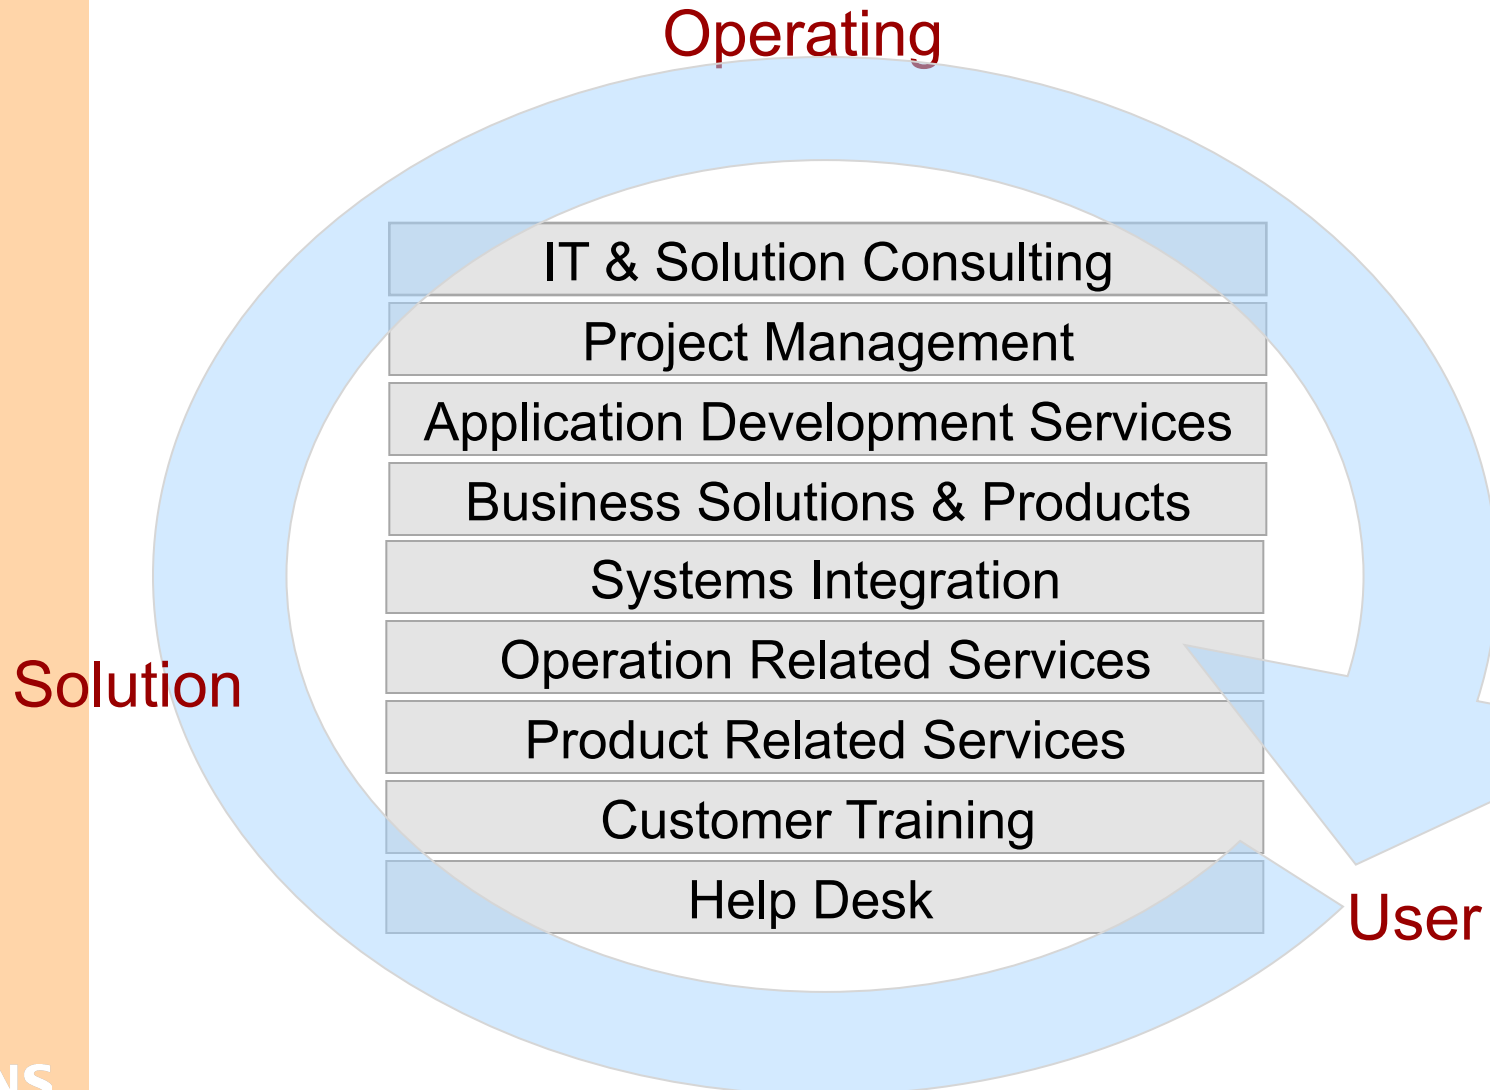 Operating
IT & Solution Consulting
Project Management
Application Development Services
Business Solutions & Products
Systems Integration
Operation Related Services
Solution
Product Related Services
Customer Training
Help Desk
User